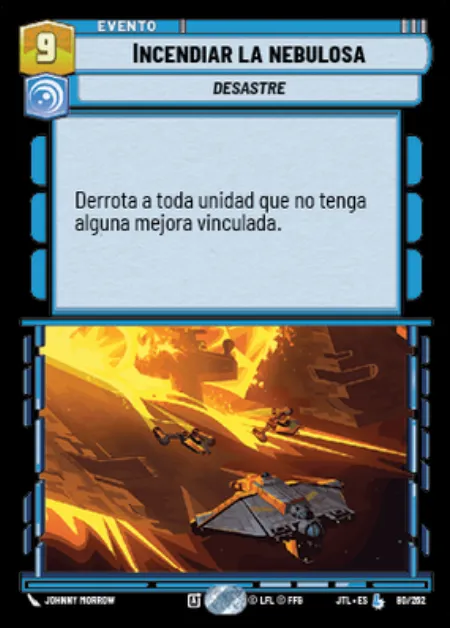 EVENTO
9
INCENDIAR LA NEBULOSA
DESASTRE
Derrota a toda unidad que no tenga
alguna mejora vinculada.
JOHNNY MORROW
A
© LFL © FFG
JTL • ES
80/262